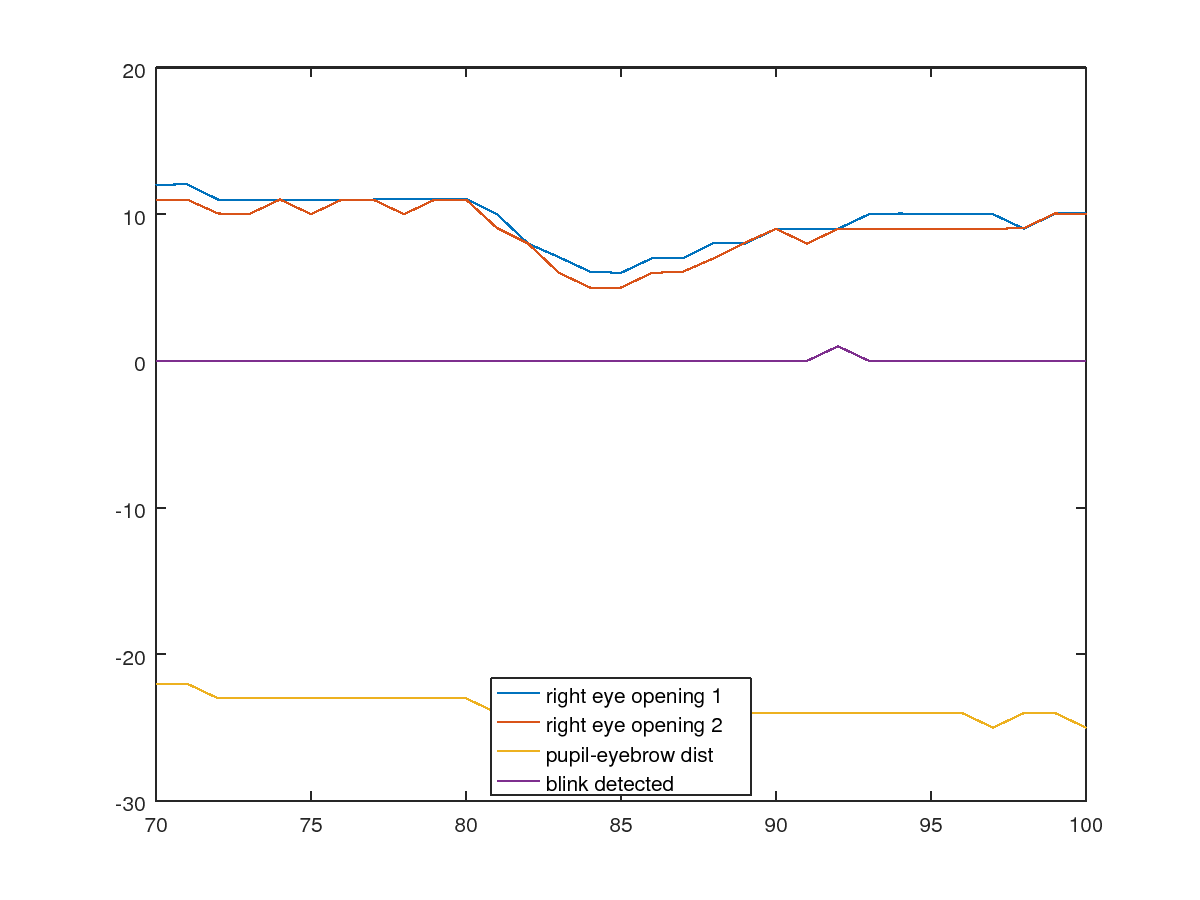 20
10
0
-10
-20
-30
70 75 80 85 90 95 100
right eye opening 1
right eye opening 2
pupil-eyebrow dist
blink detected